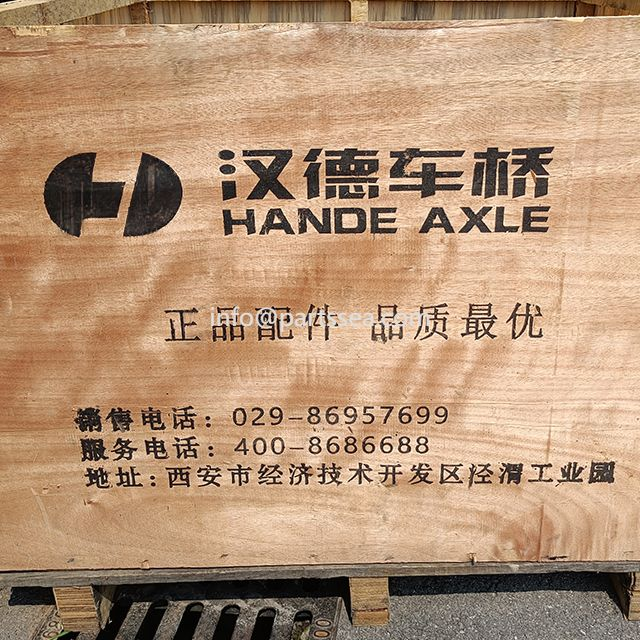 汉德车桥
HANDE AXLE
正品配件 品质最优
info@partssea.com
销售电话：029-86957699
服务电话：400-8686688
地址：西安市经济技术开发区泾渭工业园